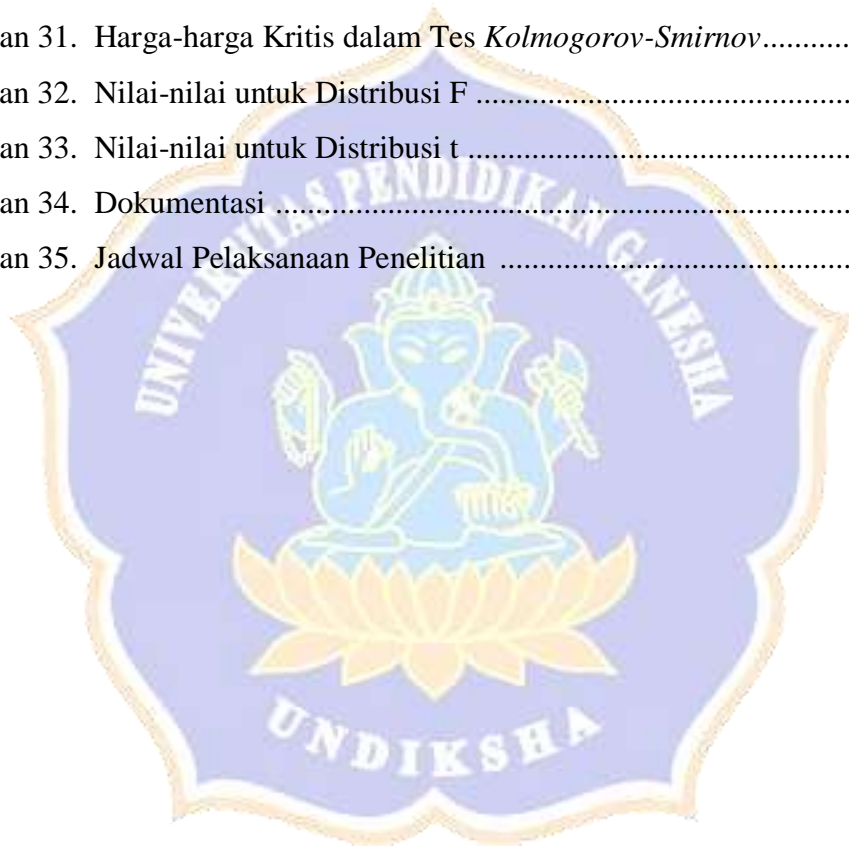 an 31. Harga-harga Kritis dalam Tes Kolmogorov-Smirnov...........
an 32. Nilai-nilai untuk Distribusi F ....................................................
an 33. Nilai-nilai untuk Distribusi t .....................................................
an 34. Dokumentasi ................................................................................
an 35. Jadwal Pelaksanaan Penelitian ................................................
UNIVERSITAS PENDIDIKAN GANESHA
UNDIKSHA